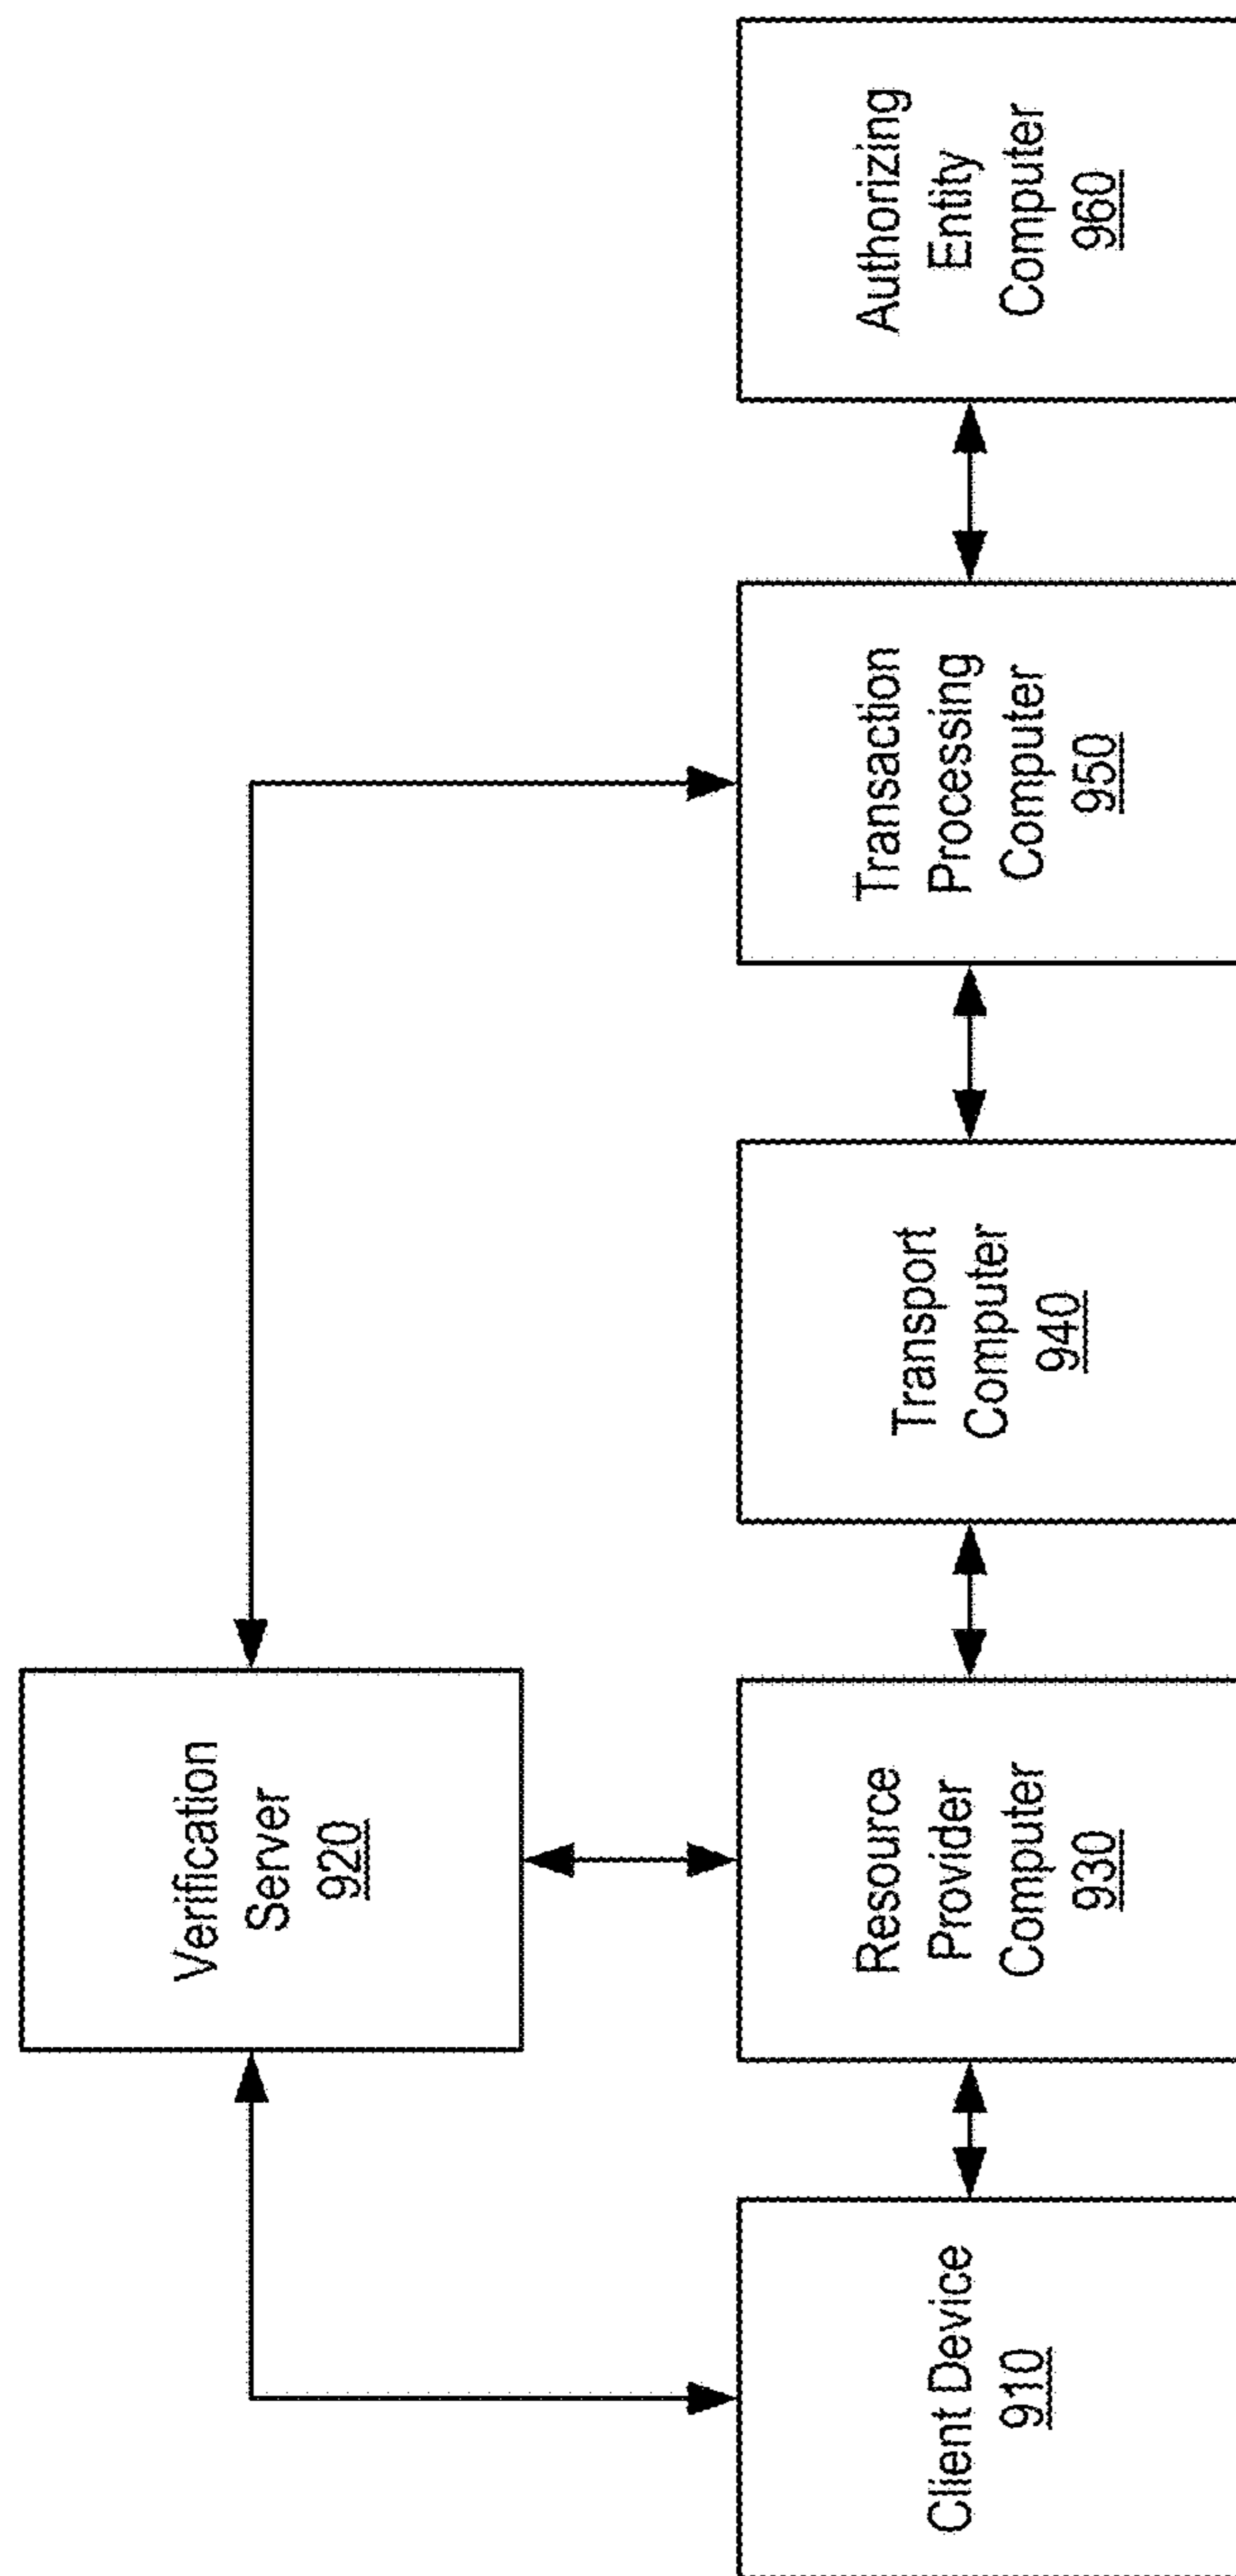 Verification
Server
920
Client Device
910
Resource
Provider
Computer
930
Transport
Computer
940
Transaction
Processing
Computer
950
Authorizing
Entity
Computer
960